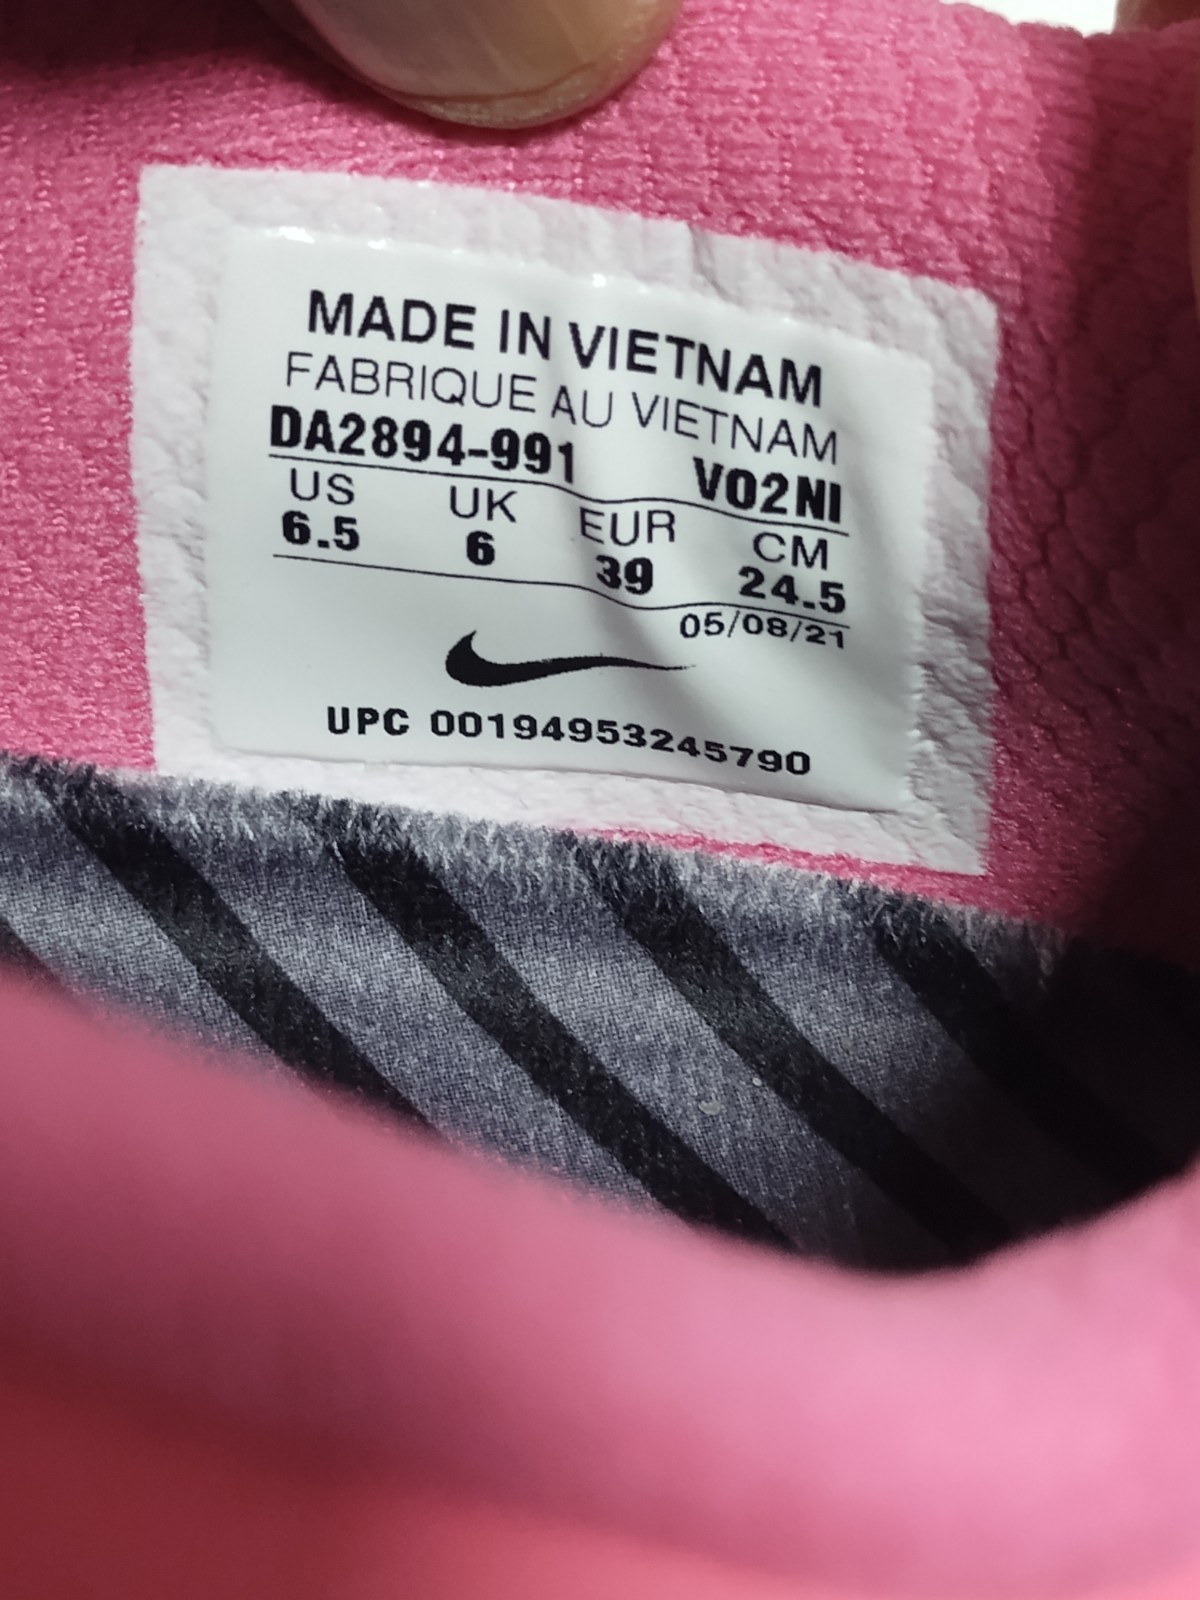 MADE IN VIETNAM
FABRIQUE AU VIETNAM
DA2894-991 VO2NI
US UK EUR CM
6.5 6 39 24.5
05/08/21
UPC 00194953245790